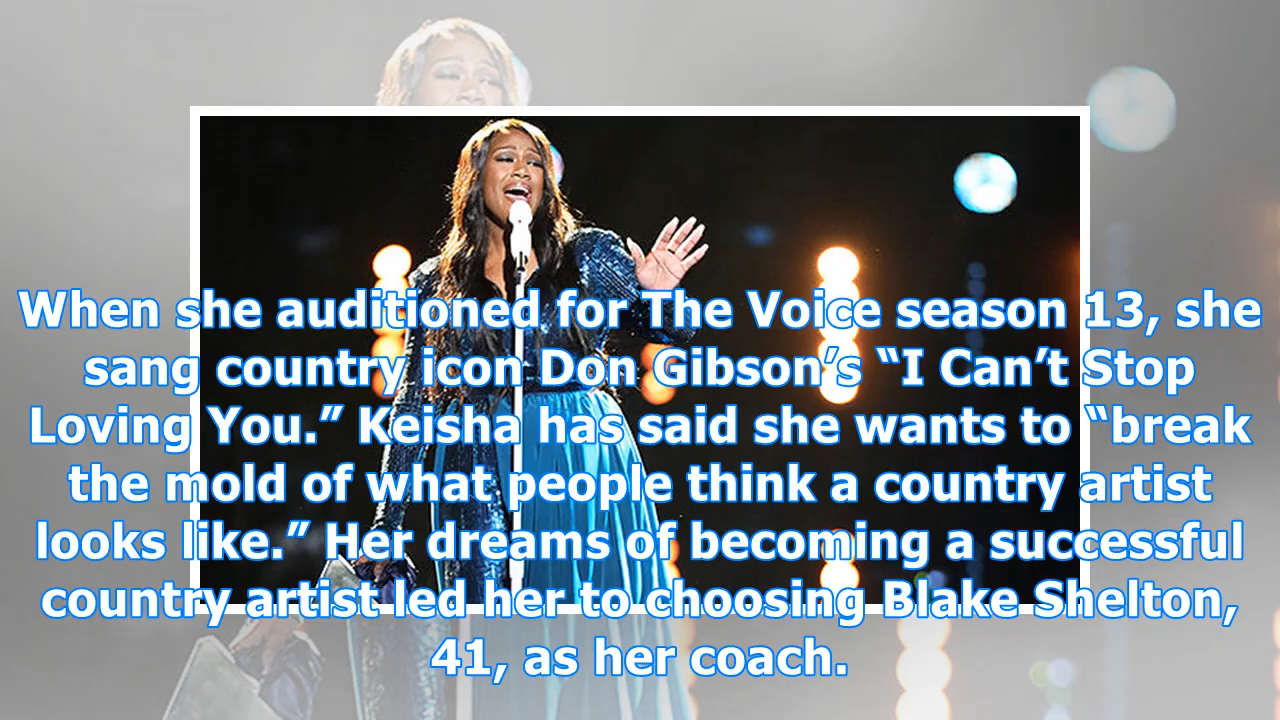 When she auditioned for The Voice season 13, she
sang country icon Don Gibson’s “I Can’t Stop
Loving You.” Keisha has said she wants to “break
the mold of what people think a country artist
looks like.” Her dreams of becoming a successful
country artist led her to choosing Blake Shelton,
41, as her coach.